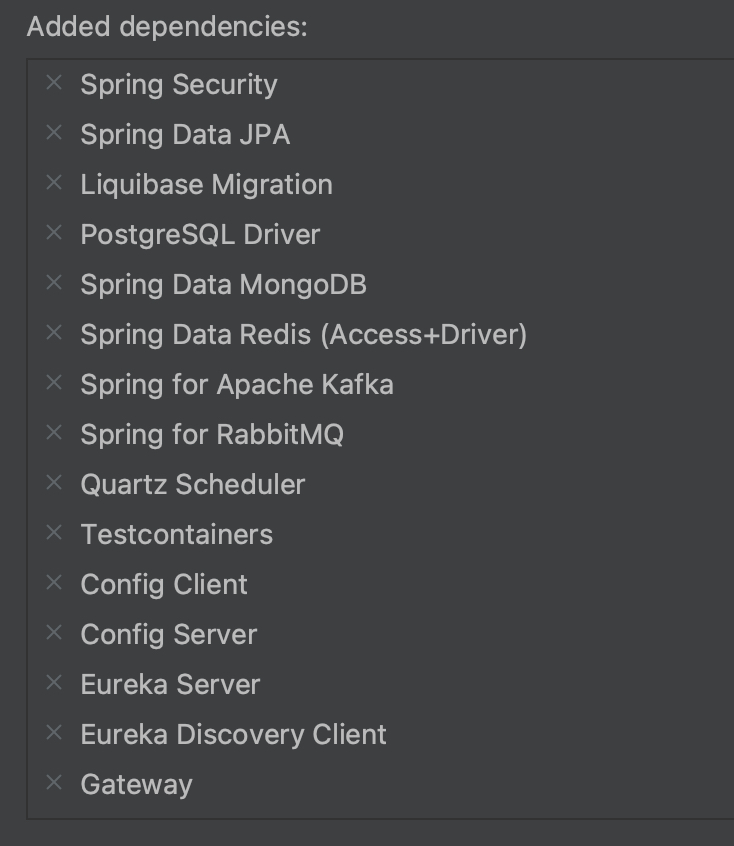 Added dependencies:
Spring Security
Spring Data JPA
Liquibase Migration
PostgreSQL Driver
Spring Data MongoDB
Spring Data Redis (Access+Driver)
Spring for Apache Kafka
Spring for RabbitMQ
Quartz Scheduler
Testcontainers
Config Client
Config Server
Eureka Server
Eureka Discovery Client
Gateway